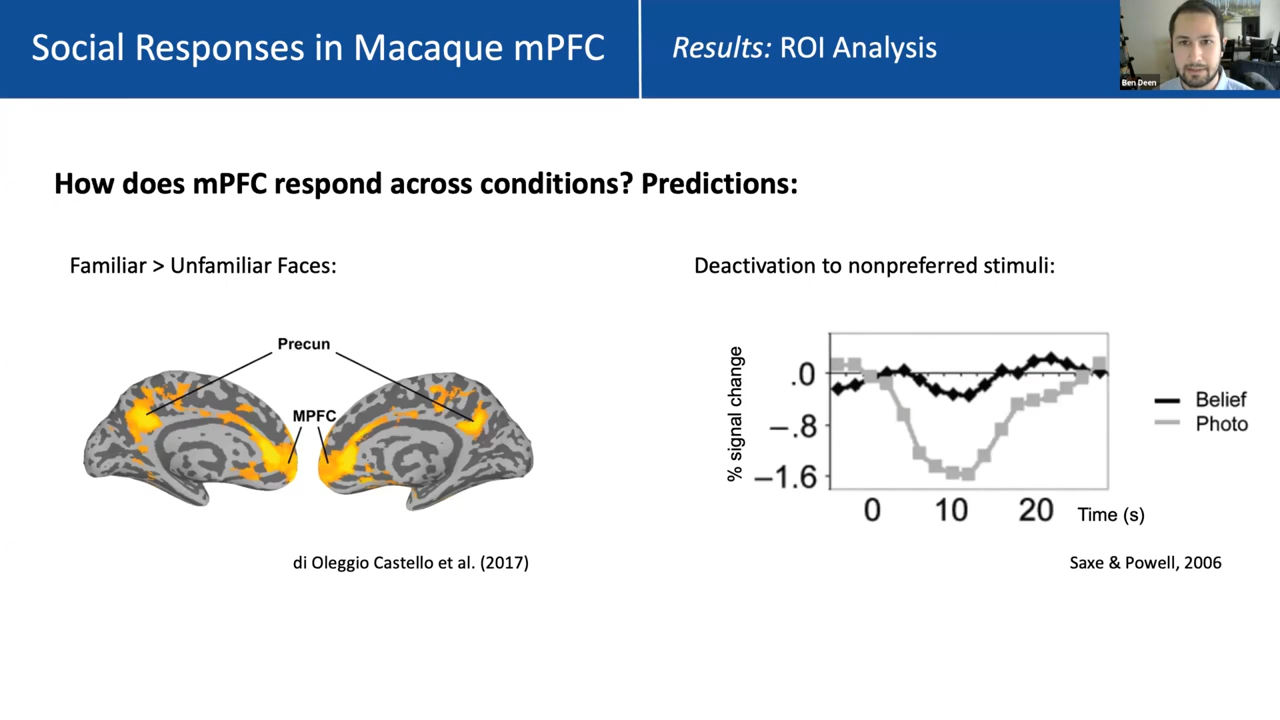 Social Responses in Macaque mPFC
Results: ROI Analysis
Ben Deen
How does mPFC respond across conditions? Predictions:
Familiar > Unfamiliar Faces:
Precun
MPFC
di Oleggio Castello et al. (2017)
Deactivation to nonpreferred stimuli:
% signal change
.0
−.8
−1.6
0 10 20 Time (s)
Belief
Photo
Saxe & Powell, 2006